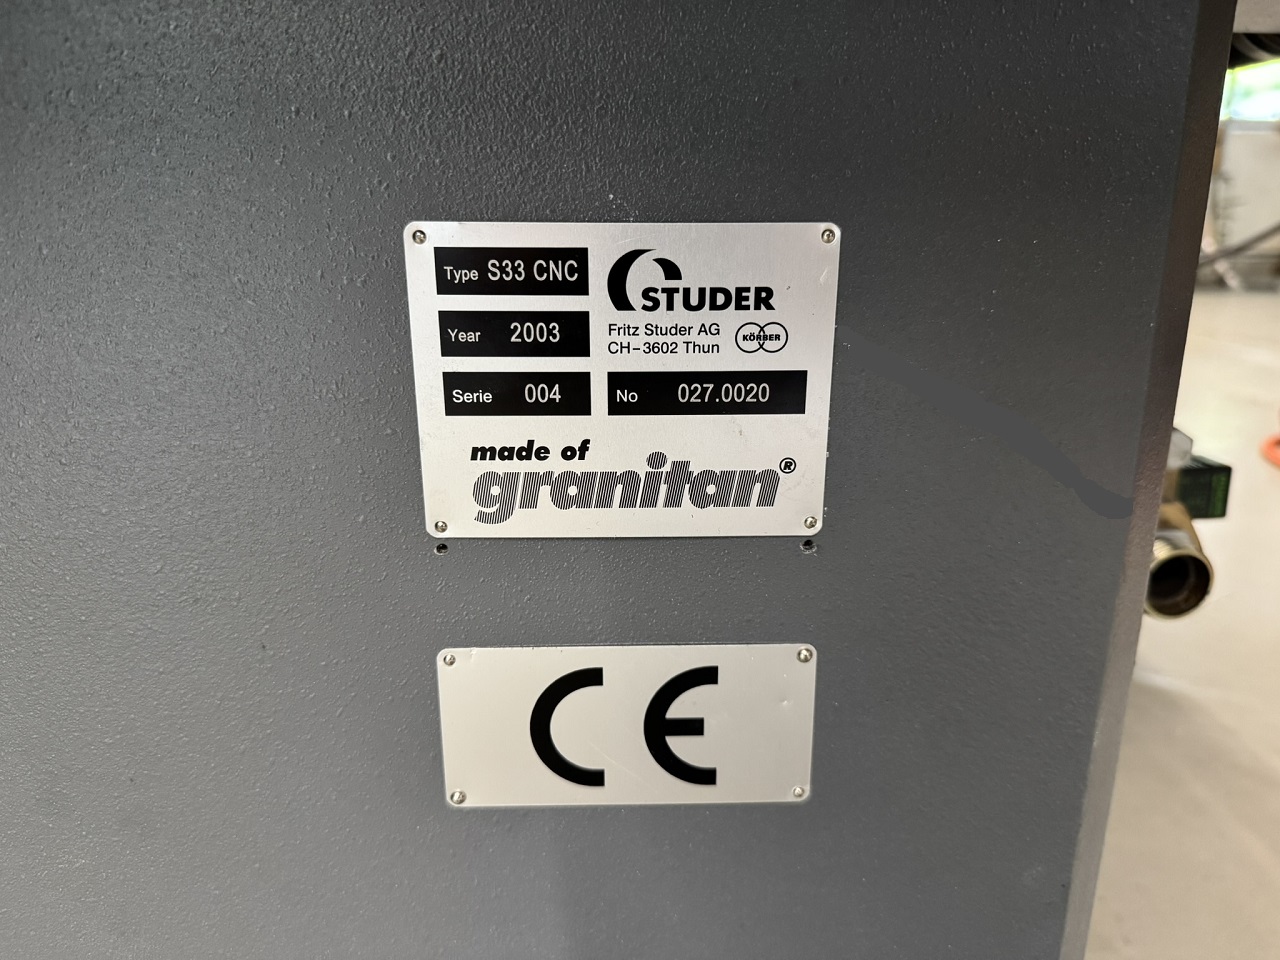 Type S33 CNC
STUDER
Year 2003
Fritz Studer AG
CH-3602 Thun
KÖRBER
Serie 004
No 027.0020
made of
granitan®
CE